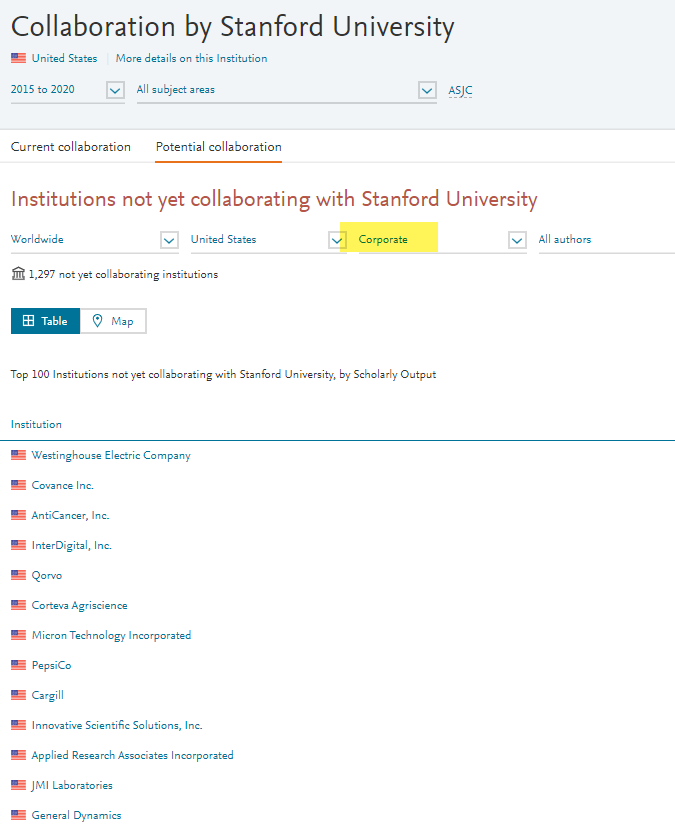 Collaboration by Stanford University
United States More details on this Institution
2015 to 2020 All subject areas ASJC
Current collaboration Potential collaboration
Institutions not yet collaborating with Stanford University
Worldwide United States Corporate All authors
1,297 not yet collaborating institutions
Table Map
Top 100 Institutions not yet collaborating with Stanford University, by Scholarly Output
Institution
Westinghouse Electric Company
Covance Inc.
AntiCancer, Inc.
InterDigital, Inc.
Qorvo
Corteva Agriscience
Micron Technology Incorporated
PepsiCo
Cargill
Innovative Scientific Solutions, Inc.
Applied Research Associates Incorporated
JMI Laboratories
General Dynamics